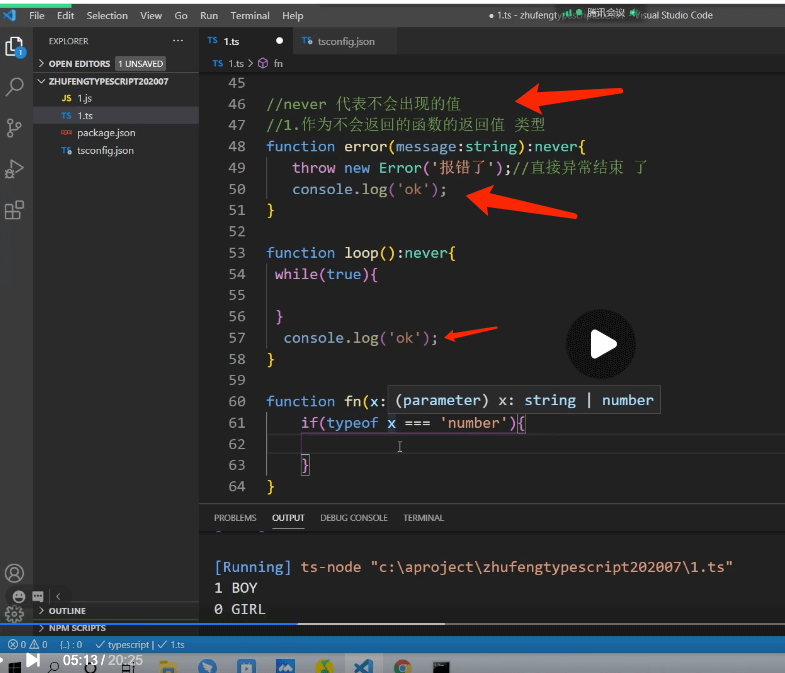 File Edit Selection View Go Run Terminal Help
● 1.ts - zhufengty 腾讯会议 Visual Studio Code
EXPLORER ···
TS 1.ts ● tsconfig.json
OPEN EDITORS 1 UNSAVED
TS 1.ts > fn
ZHUFENGTYPESCRIPT202007
JS 1.js
TS 1.ts
package.json
tsconfig.json
45
46 //never 代表不会出现的值
47 //1.作为不会返回的函数的返回值 类型
48 function error(message:string):never{
49 throw new Error('报错了');//直接异常结束 了
50 console.log('ok');
51 }
52
53 function loop():never{
54 while(true){
55
56 }
57 console.log('ok');
58 }
59
60 function fn(x: (parameter) x: string | number
61 if(typeof x === 'number'){
62
63 }
64 }
PROBLEMS OUTPUT DEBUG CONSOLE TERMINAL
[Running] ts-node "c:\aproject\zhufengtypescript202007\1.ts"
1 BOY
0 GIRL
OUTLINE
NPM SCRIPTS
0 0 {..} : 0 ✓ typescript | ✓ 1.ts
05:13 / 20:25